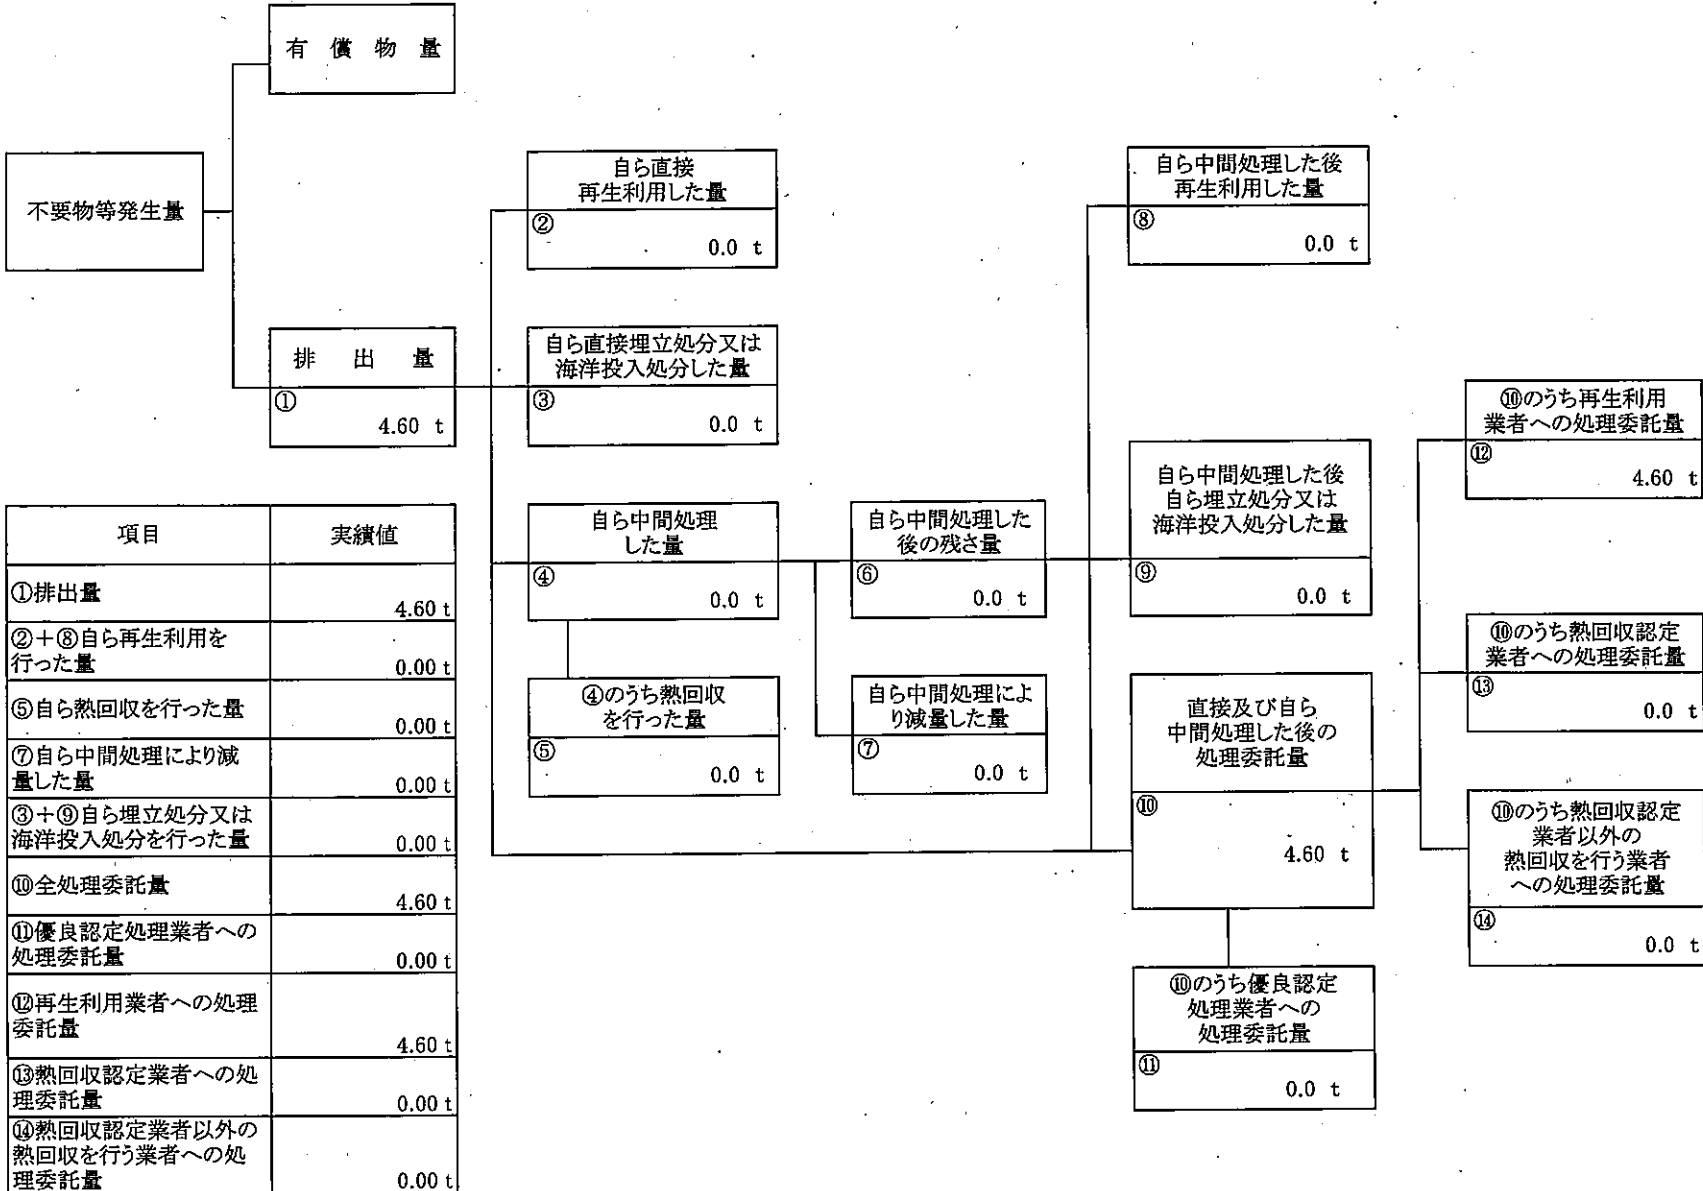 有償物量
不要物等発生量
排出量
①
4.60 t
自ら直接
再生利用した量
②
0.0 t
自ら直接埋立処分又は
海洋投入処分した量
③
0.0 t
自ら中間処理
した量
④
0.0 t
④のうち熱回収
を行った量
⑤
0.0 t
自ら中間処理した
後の残さ量
⑥
0.0 t
自ら中間処理によ
り減量した量
⑦
0.0 t
自ら中間処理した後
再生利用した量
⑧
0.0 t
自ら中間処理した後
自ら埋立処分又は
海洋投入処分した量
⑨
0.0 t
直接及び自ら
中間処理した後の
処理委託量
⑩
4.60 t
⑩のうち優良認定
処理業者への
処理委託量
⑪
0.0 t
⑩のうち再生利用
業者への処理委託量
⑫
4.60 t
⑩のうち熱回収認定
業者への処理委託量
⑬
0.0 t
⑩のうち熱回収認定
業者以外の
熱回収を行う業者
への処理委託量
⑭
0.0 t
項目 実績値
①排出量
4.60 t
②+⑧自ら再生利用を
行った量
0.00 t
⑤自ら熱回収を行った量
0.00 t
⑦自ら中間処理により減
量した量
0.00 t
③+⑨自ら埋立処分又は
海洋投入処分を行った量
0.00 t
⑩全処理委託量
4.60 t
⑪優良認定処理業者への
処理委託量
0.00 t
⑫再生利用業者への処理
委託量
4.60 t
⑬熱回収認定業者への処
理委託量
0.00 t
⑭熱回収認定業者以外の
熱回収を行う業者への処
理委託量
0.00 t